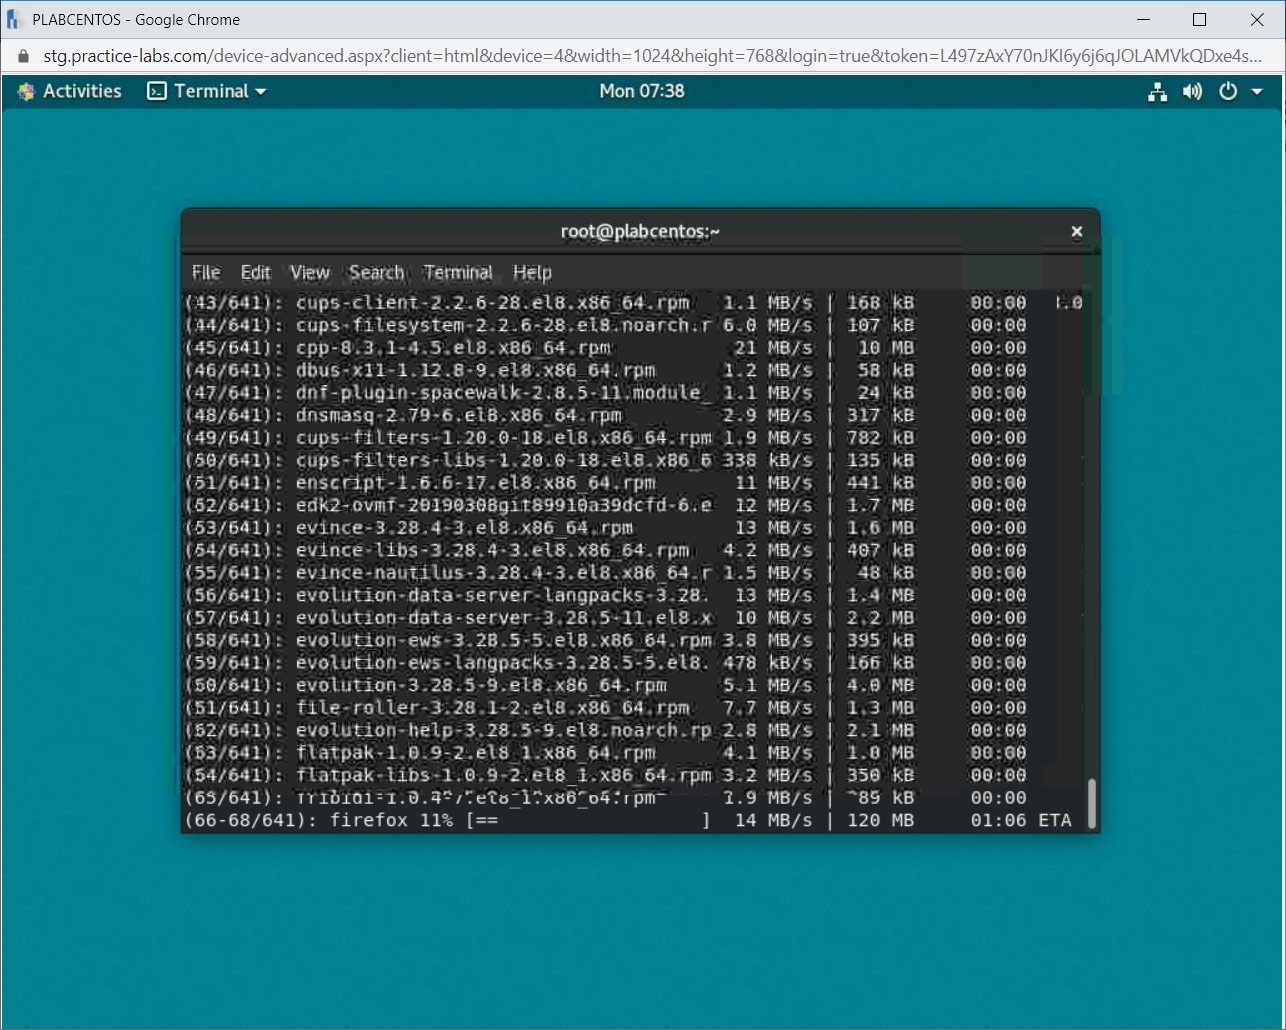 PLABCENTOS - Google Chrome
stg.practice-labs.com/device-advanced.aspx?client=html&device=4&width=1024&height=768&login=true&token=L497zAxY70nJKI6y6j6qJOLAMVkQDxe4s...
Activities Terminal Mon 07:38
root@plabcentos:~
File Edit View Search Terminal Help
(43/641): cups-client-2.2.6-28.el8.x86_64.rpm 1.1 MB/s | 168 kB 00:00
(44/641): cups-filesystem-2.2.6-28.el8.noarch.r 6.0 MB/s | 107 kB 00:00
(45/641): cpp-8.3.1-4.5.el8.x86_64.rpm 21 MB/s | 10 MB 00:00
(46/641): dbus-x11-1.12.8-9.el8.x86_64.rpm 1.2 MB/s | 58 kB 00:00
(47/641): dnf-plugin-spacewalk-2.8.5-11.module_ 1.1 MB/s | 24 kB 00:00
(48/641): dnsmasq-2.79-6.el8.x86_64.rpm 2.9 MB/s | 317 kB 00:00
(49/641): cups-filters-1.20.0-18.el8.x86_64.rpm 1.9 MB/s | 782 kB 00:00
(50/641): cups-filters-libs-1.20.0-18.el8.x86_6 338 kB/s | 135 kB 00:00
(51/641): enscript-1.6.6-17.el8.x86_64.rpm 11 MB/s | 441 kB 00:00
(52/641): edk2-ovmf-20190308git89910a39dcfd-6.e 12 MB/s | 1.7 MB 00:00
(53/641): evince-3.28.4-3.el8.x86_64.rpm 13 MB/s | 1.6 MB 00:00
(54/641): evince-libs-3.28.4-3.el8.x86_64.rpm 4.2 MB/s | 407 kB 00:00
(55/641): evince-nautilus-3.28.4-3.el8.x86_64.r 1.5 MB/s | 48 kB 00:00
(56/641): evolution-data-server-langpacks-3.28. 13 MB/s | 1.4 MB 00:00
(57/641): evolution-data-server-3.28.5-11.el8.x 10 MB/s | 2.2 MB 00:00
(58/641): evolution-ews-3.28.5-5.el8.x86_64.rpm 3.8 MB/s | 395 kB 00:00
(59/641): evolution-ews-langpacks-3.28.5-5.el8. 478 kB/s | 166 kB 00:00
(50/641): evolution-3.28.5-9.el8.x86_64.rpm 5.1 MB/s | 4.0 MB 00:00
(51/641): file-roller-3.28.1-2.el8.x86_64.rpm 7.7 MB/s | 1.3 MB 00:00
(52/641): evolution-help-3.28.5-9.el8.noarch.rp 2.8 MB/s | 2.1 MB 00:00
(53/641): flatpak-1.0.9-2.el8_1.x86_64.rpm 4.1 MB/s | 1.0 MB 00:00
(54/641): flatpak-libs-1.0.9-2.el8_1.x86_64.rpm 3.2 MB/s | 350 kB 00:00
(65/641): fribidi-1.0.4-7.el8_1.x86_64.rpm 1.9 MB/s | 89 kB 00:00
(66-68/641): firefox 11% [== ] 14 MB/s | 120 MB 01:06 ETA